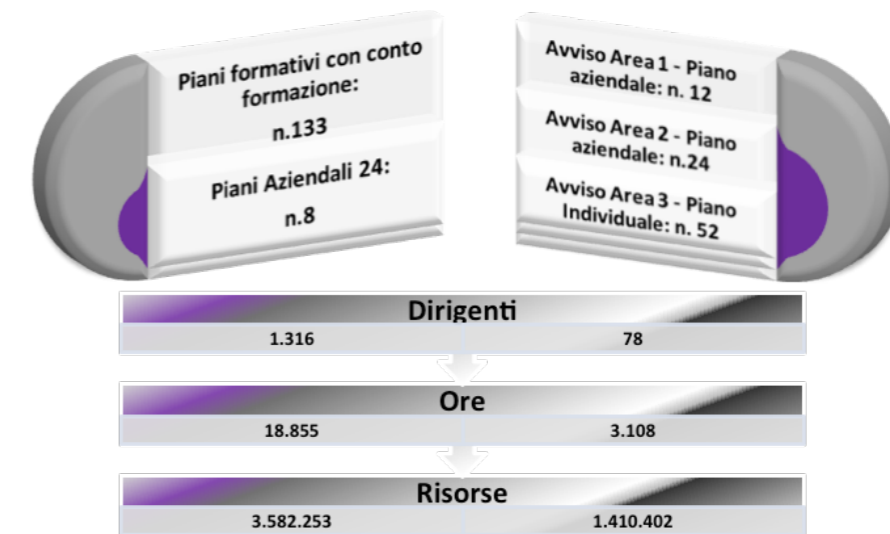 Piani formativi con conto
formazione:
n.133
Piani Aziendali 24:
n.8
Avviso Area 1 - Piano
aziendale: n. 12
Avviso Area 2 - Piano
aziendale: n.24
Avviso Area 3 - Piano
Individuale: n. 52
Dirigenti
1.316 78
Ore
18.855 3.108
Risorse
3.582.253 1.410.402